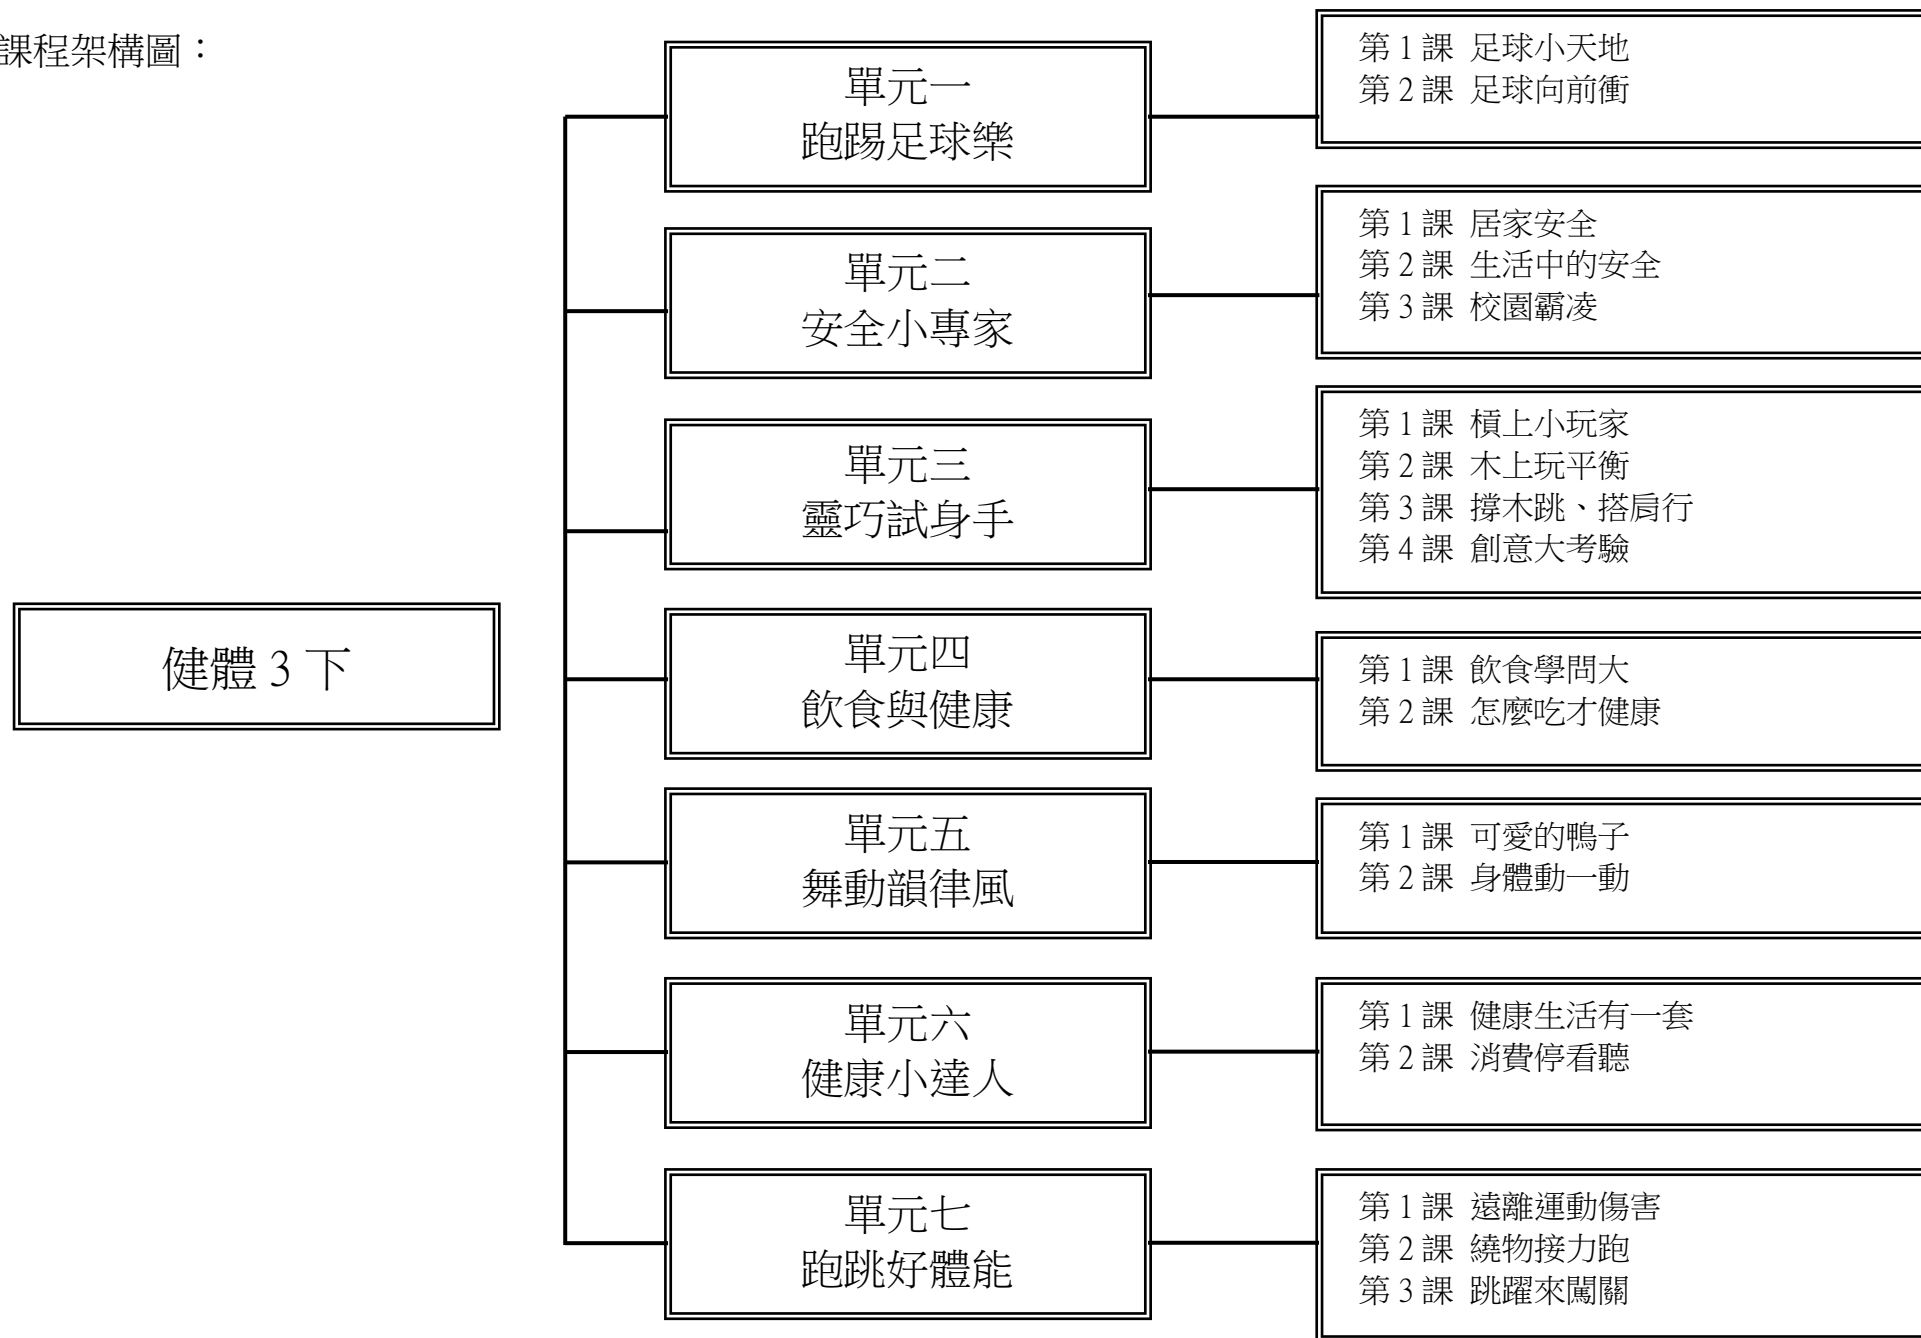 課程架構圖：
健體 3 下
單元一
跑踢足球樂
第 1 課 足球小天地
第 2 課 足球向前衝
單元二
安全小專家
第 1 課 居家安全
第 2 課 生活中的安全
第 3 課 校園霸凌
單元三
靈巧試身手
第 1 課 槓上小玩家
第 2 課 木上玩平衡
第 3 課 撐木跳、搭肩行
第 4 課 創意大考驗
單元四
飲食與健康
第 1 課 飲食學問大
第 2 課 怎麼吃才健康
單元五
舞動韻律風
第 1 課 可愛的鴨子
第 2 課 身體動一動
單元六
健康小達人
第 1 課 健康生活有一套
第 2 課 消費停看聽
單元七
跑跳好體能
第 1 課 遠離運動傷害
第 2 課 繞物接力跑
第 3 課 跳躍來闖關